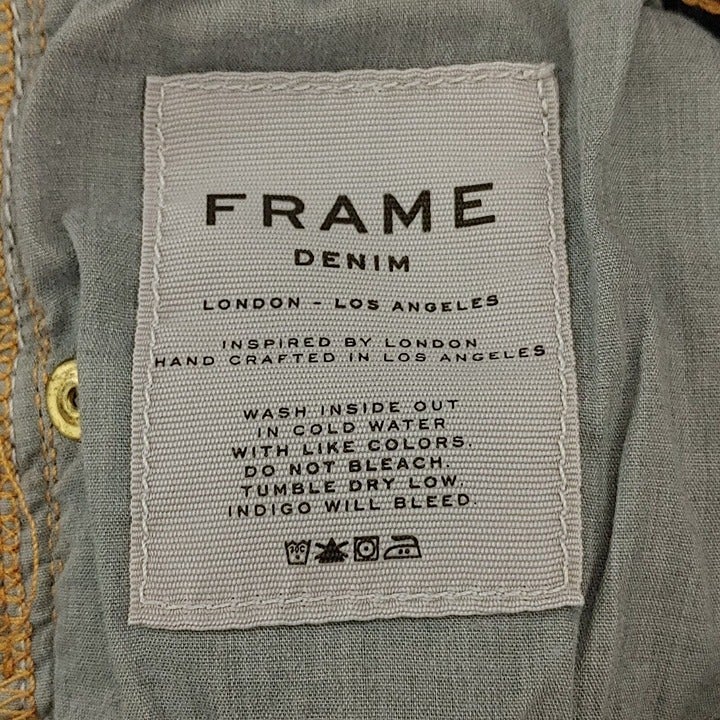 FRAME
DENIM
LONDON - LOS ANGELES
INSPIRED BY LONDON
HAND CRAFTED IN LOS ANGELES
WASH INSIDE OUT
IN COLD WATER
WITH LIKE COLORS.
DO NOT BLEACH.
TUMBLE DRY LOW.
INDIGO WILL BLEED.